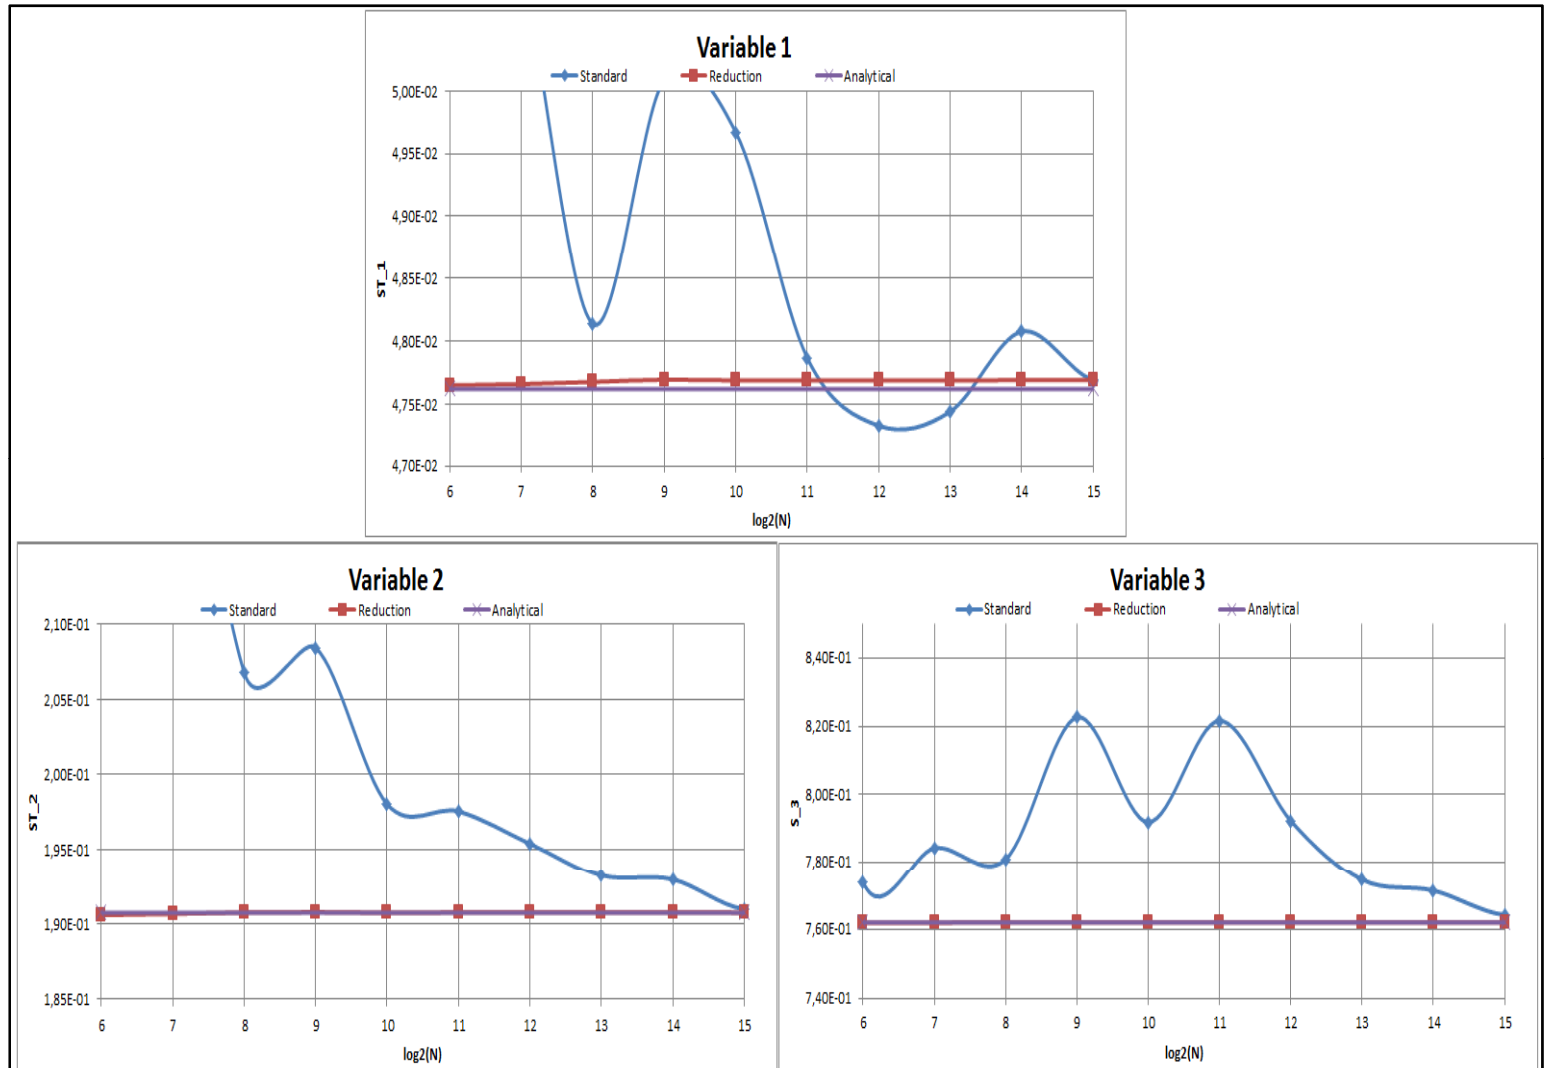 Variable 1
Standard Reduction Analytical
5,00E-02
4,95E-02
4,90E-02
4,85E-02
4,80E-02
4,75E-02
4,70E-02
ST_1
6 7 8 9 10 11 12 13 14 15
log2(N)
Variable 2
Standard Reduction Analytical
2,10E-01
2,05E-01
2,00E-01
1,95E-01
1,90E-01
1,85E-01
ST_2
6 7 8 9 10 11 12 13 14 15
log2(N)
Variable 3
Standard Reduction Analytical
8,40E-01
8,20E-01
8,00E-01
7,80E-01
7,60E-01
7,40E-01
S_3
6 7 8 9 10 11 12 13 14 15
log2(N)